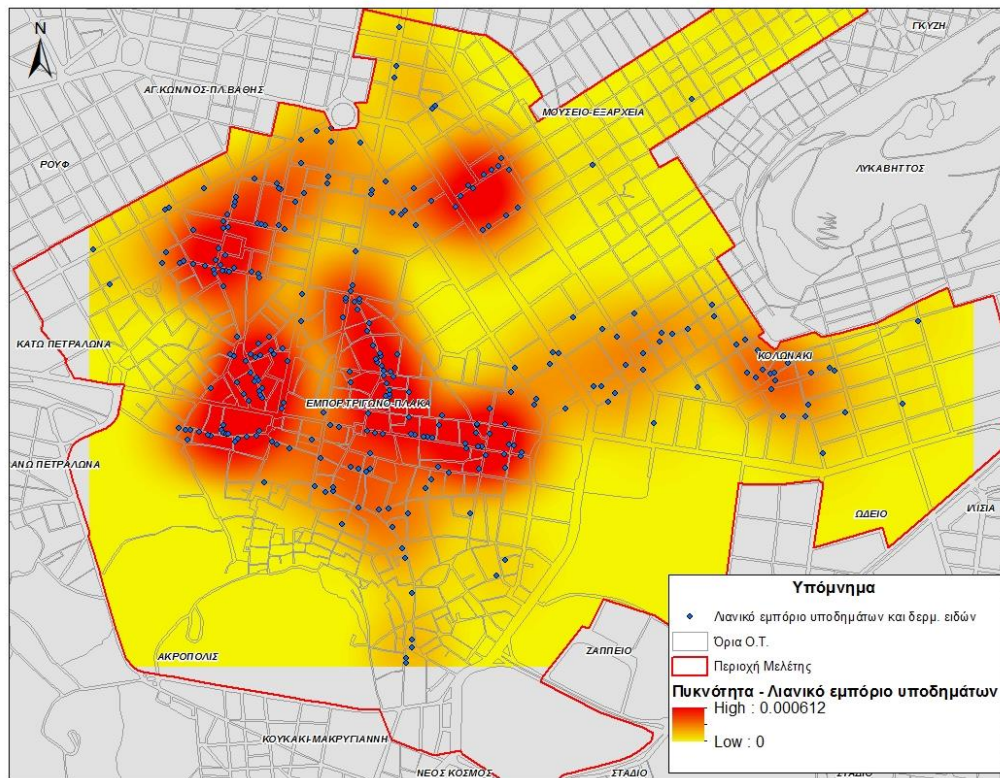 N
ΓΚΥΖΗ
ΑΓ.ΚΩΝ/ΝΟΣ-ΠΛ.ΒΑΘΗΣ
ΜΟΥΣΕΙΟ-ΕΞΑΡΧΕΙΑ
ΡΟΥΦ
ΛΥΚΑΒΗΤΤΟΣ
ΚΑΤΩ ΠΕΤΡΑΛΩΝΑ
ΚΟΛΩΝΑΚΙ
ΕΜΠΟΡ.ΤΡΙΓΩΝΟ-ΠΛΑΚΑ
ΑΝΩ ΠΕΤΡΑΛΩΝΑ
ΩΔΕΙΟ
ΙΛΙΣΙΑ
ΑΚΡΟΠΟΛΙΣ
ΖΑΠΠΕΙΟ
ΚΟΥΚΑΚΙ-ΜΑΚΡΥΓΙΑΝΝΗ
ΝΕΟΣ ΚΟΣΜΟΣ
ΣΤΑΔΙΟ
ΣΤΑΔΙΟ
Υπόμνημα
Λιανικό εμπόριο υποδημάτων και δερμ. ειδών
Όρια Ο.Τ.
Περιοχή Μελέτης
Πυκνότητα - Λιανικό εμπόριο υποδημάτων
High : 0.000612
Low : 0